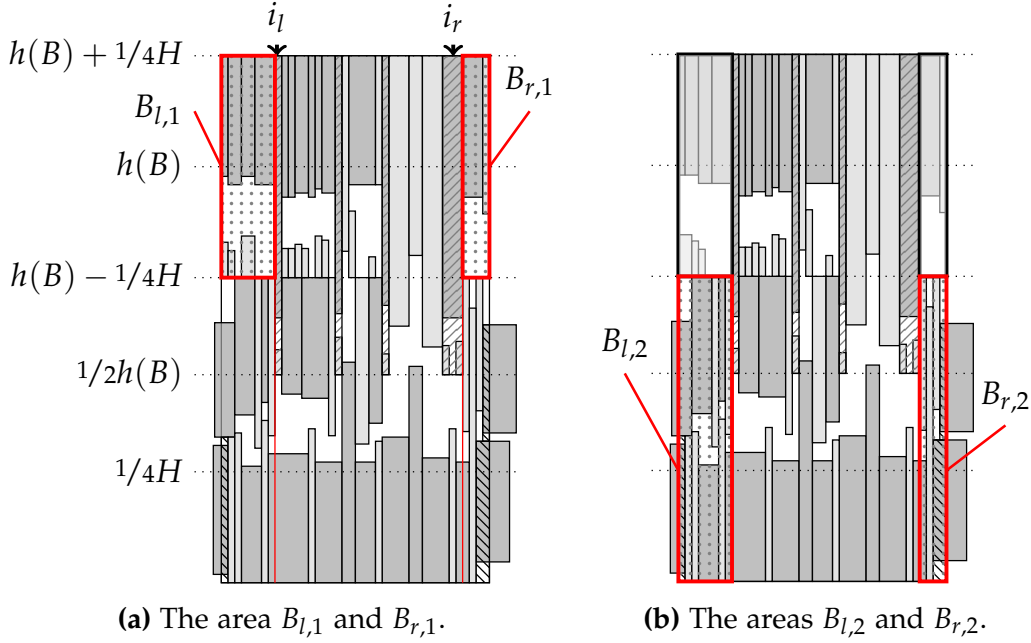 i_l i_r
h(B) + 1/4H
B_{l,1} B_{r,1}
h(B)
h(B) − 1/4H
1/2h(B)
B_{l,2} B_{r,2}
1/4H
(a) The area B_{l,1} and B_{r,1}. (b) The areas B_{l,2} and B_{r,2}.